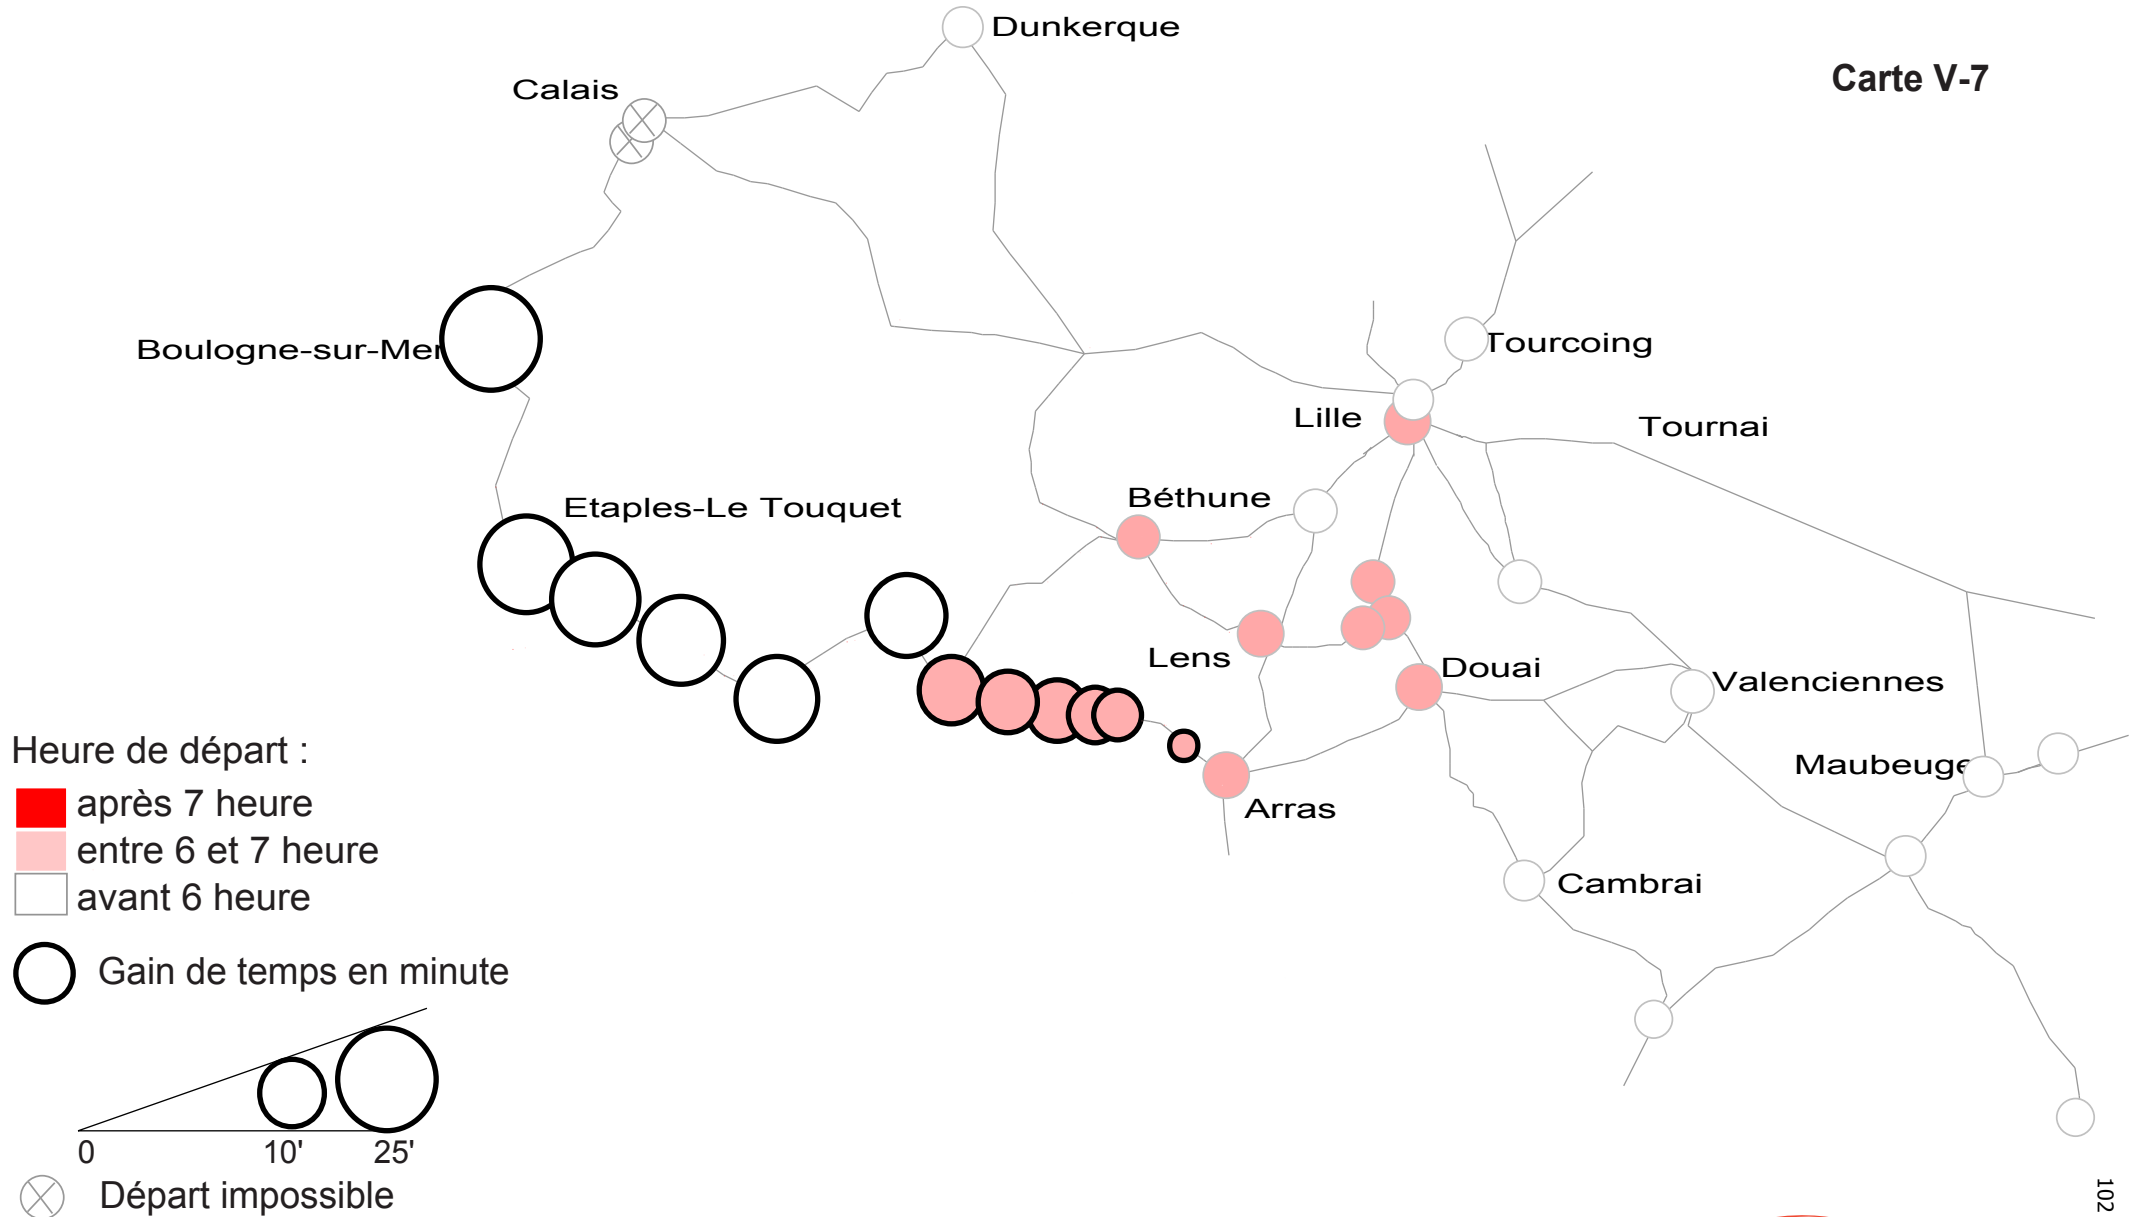 Dunkerque
Carte V-7
Calais
Boulogne-sur-Mer
Tourcoing
Lille
Tournai
Béthune
Etaples-Le Touquet
Lens
Douai
Valenciennes
Maubeuge
Arras
Cambrai
Heure de départ :
après 7 heure
entre 6 et 7 heure
avant 6 heure
Gain de temps en minute
0 10' 25'
Départ impossible
102